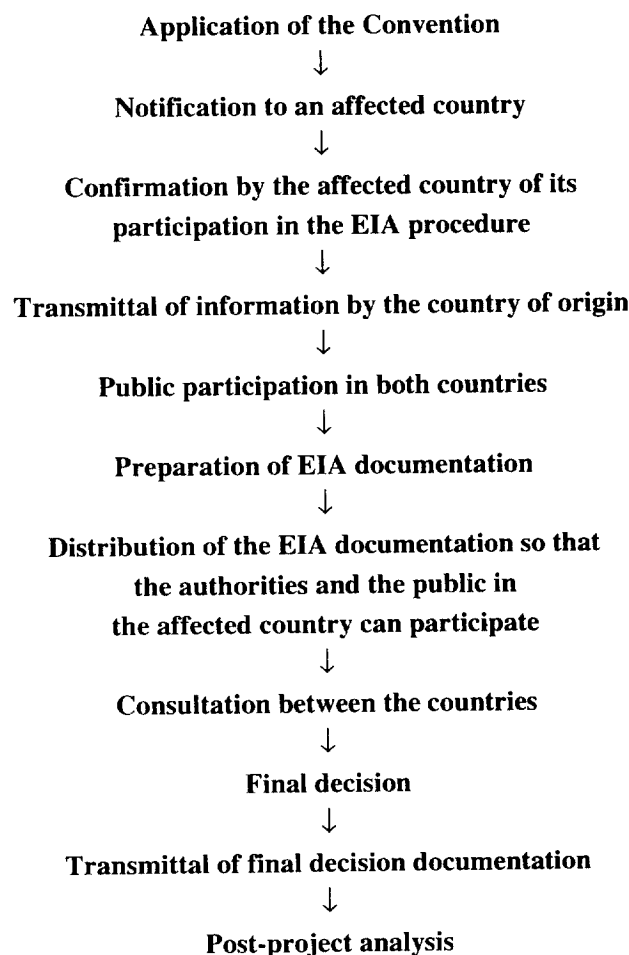 Application of the Convention
↓
Notification to an affected country
↓
Confirmation by the affected country of its
participation in the EIA procedure
↓
Transmittal of information by the country of origin
↓
Public participation in both countries
↓
Preparation of EIA documentation
↓
Distribution of the EIA documentation so that
the authorities and the public in
the affected country can participate
↓
Consultation between the countries
↓
Final decision
↓
Transmittal of final decision documentation
↓
Post-project analysis